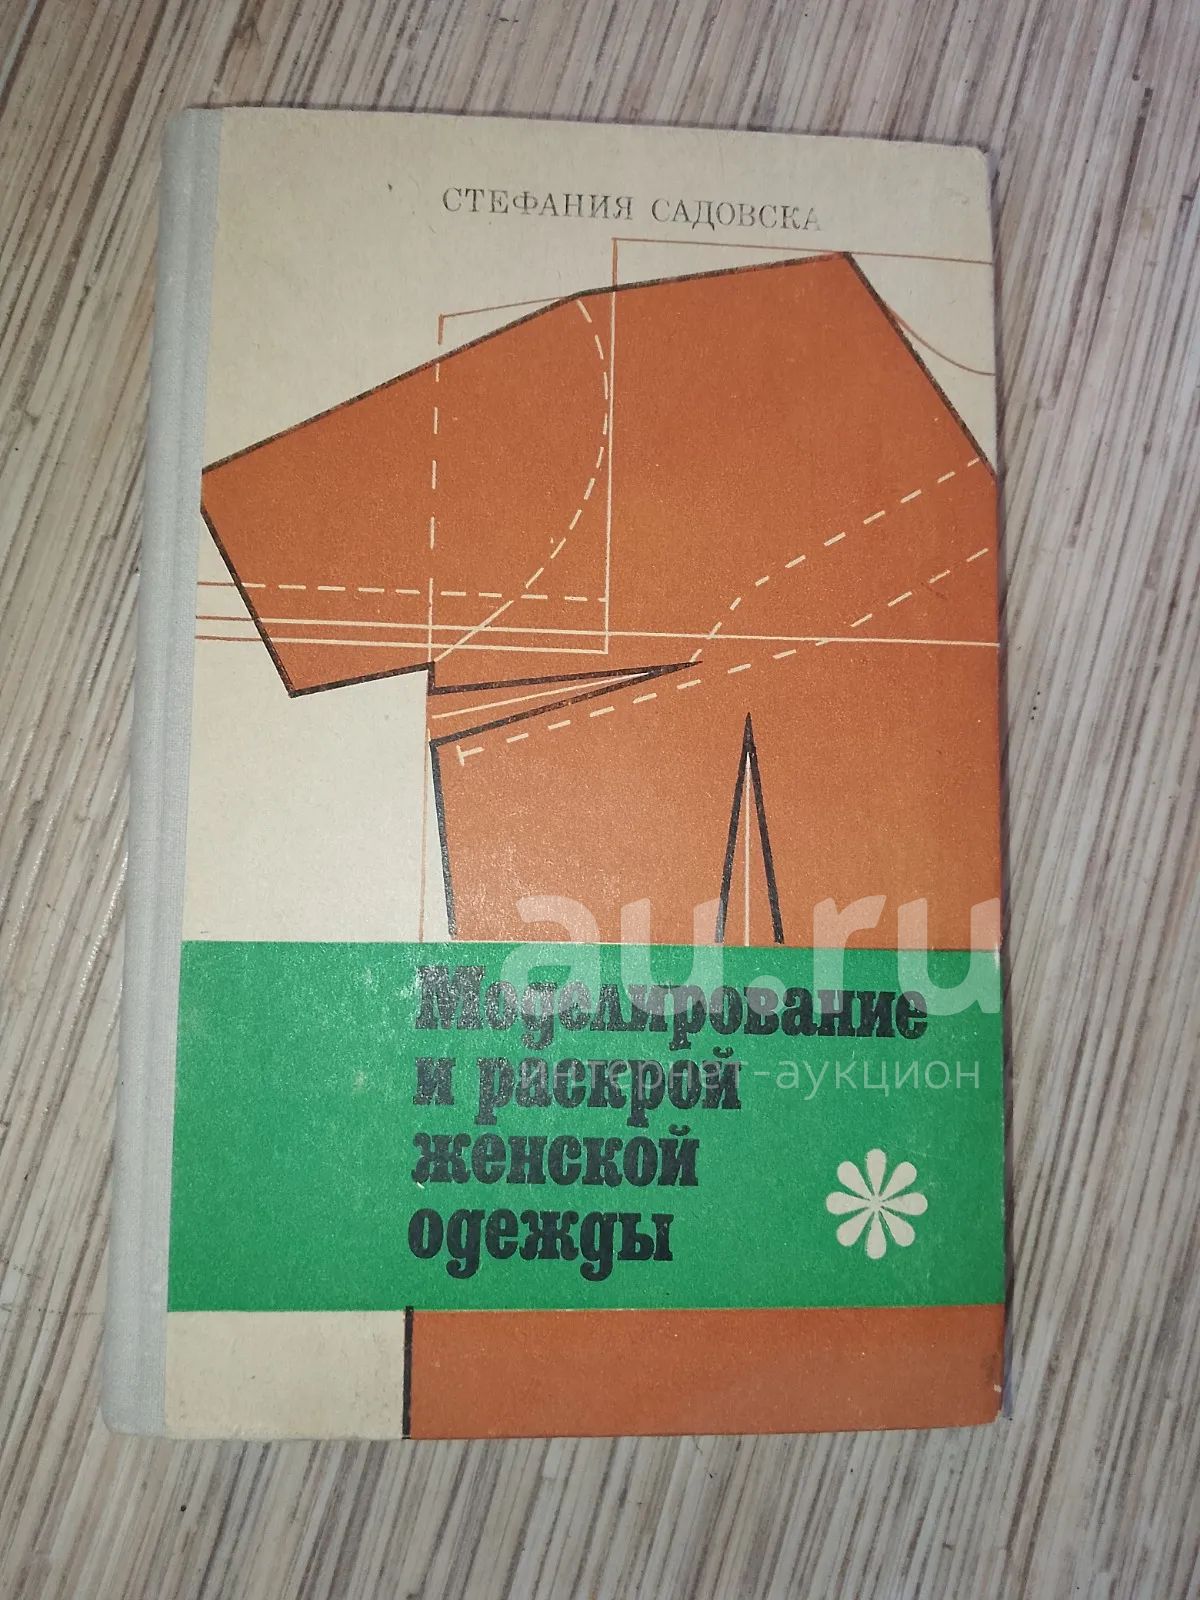 СТЕФАНИЯ САДОВСКА
au.ru
Моделирование
интернет-аукцион
и раскрой
женской
одежды